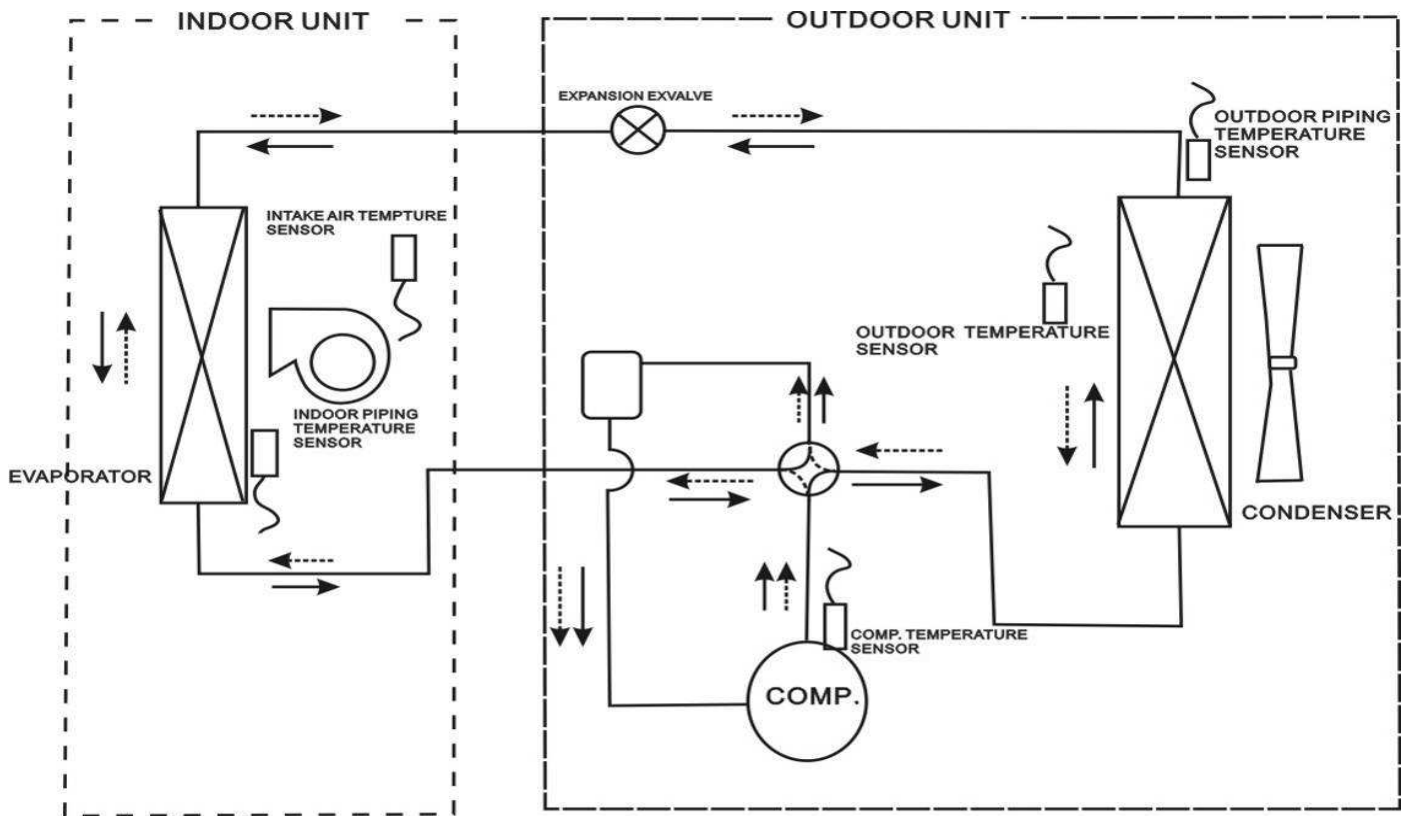 INDOOR UNIT
OUTDOOR UNIT
EXPANSION EXVALVE
OUTDOOR PIPING
TEMPERATURE
SENSOR
INTAKE AIR TEMPTURE
SENSOR
OUTDOOR TEMPERATURE
SENSOR
INDOOR PIPING
TEMPERATURE
SENSOR
EVAPORATOR
CONDENSER
COMP. TEMPERATURE
SENSOR
COMP.